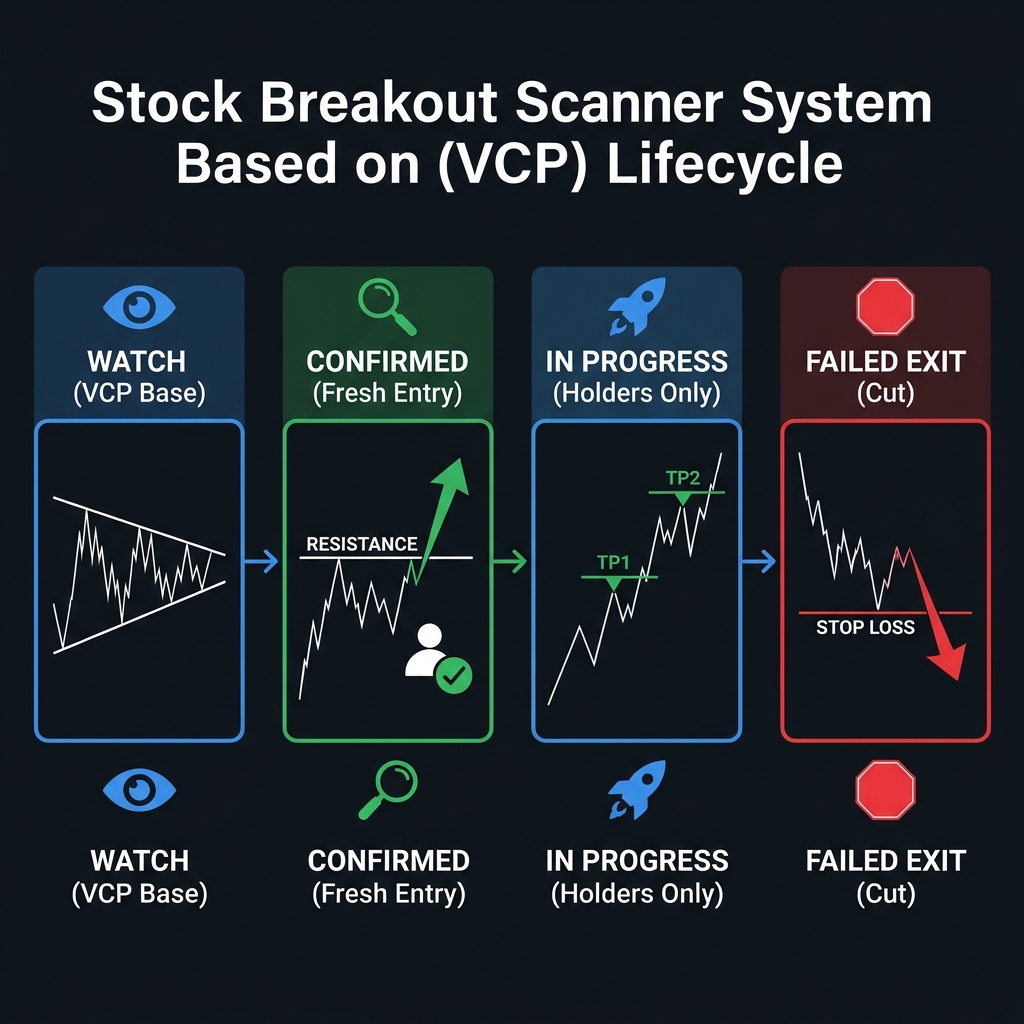 Stock Breakout Scanner System
Based on (VCP) Lifecycle
WATCH
(VCP Base)
CONFIRMED
(Fresh Entry)
IN PROGRESS
(Holders Only)
FAILED EXIT
(Cut)
RESISTANCE
TP1
TP2
STOP LOSS
WATCH
(VCP Base)
CONFIRMED
(Fresh Entry)
IN PROGRESS
(Holders Only)
FAILED EXIT
(Cut)